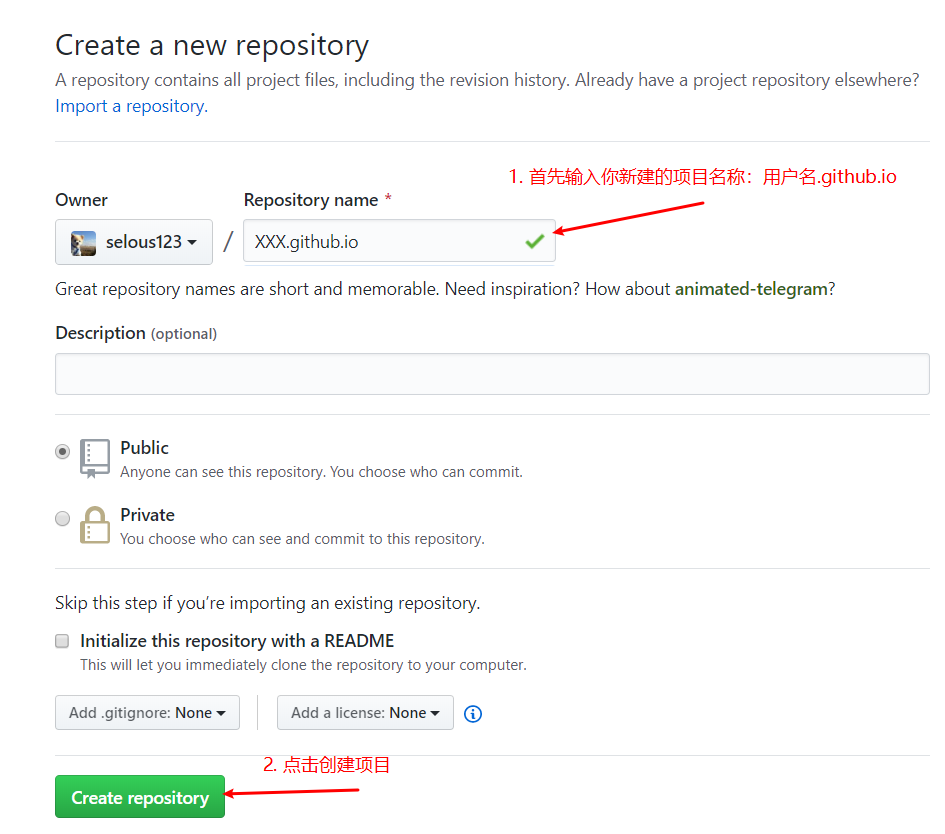 Create a new repository
A repository contains all project files, including the revision history. Already have a project repository elsewhere?
Import a repository.
1. 首先输入你新建的项目名称：用户名.github.io
Owner
Repository name *
selous123
/
XXX.github.io
Great repository names are short and memorable. Need inspiration? How about animated-telegram?
Description (optional)
Public
Anyone can see this repository. You choose who can commit.
Private
You choose who can see and commit to this repository.
Skip this step if you’re importing an existing repository.
Initialize this repository with a README
This will let you immediately clone the repository to your computer.
Add .gitignore: None
Add a license: None
2. 点击创建项目
Create repository